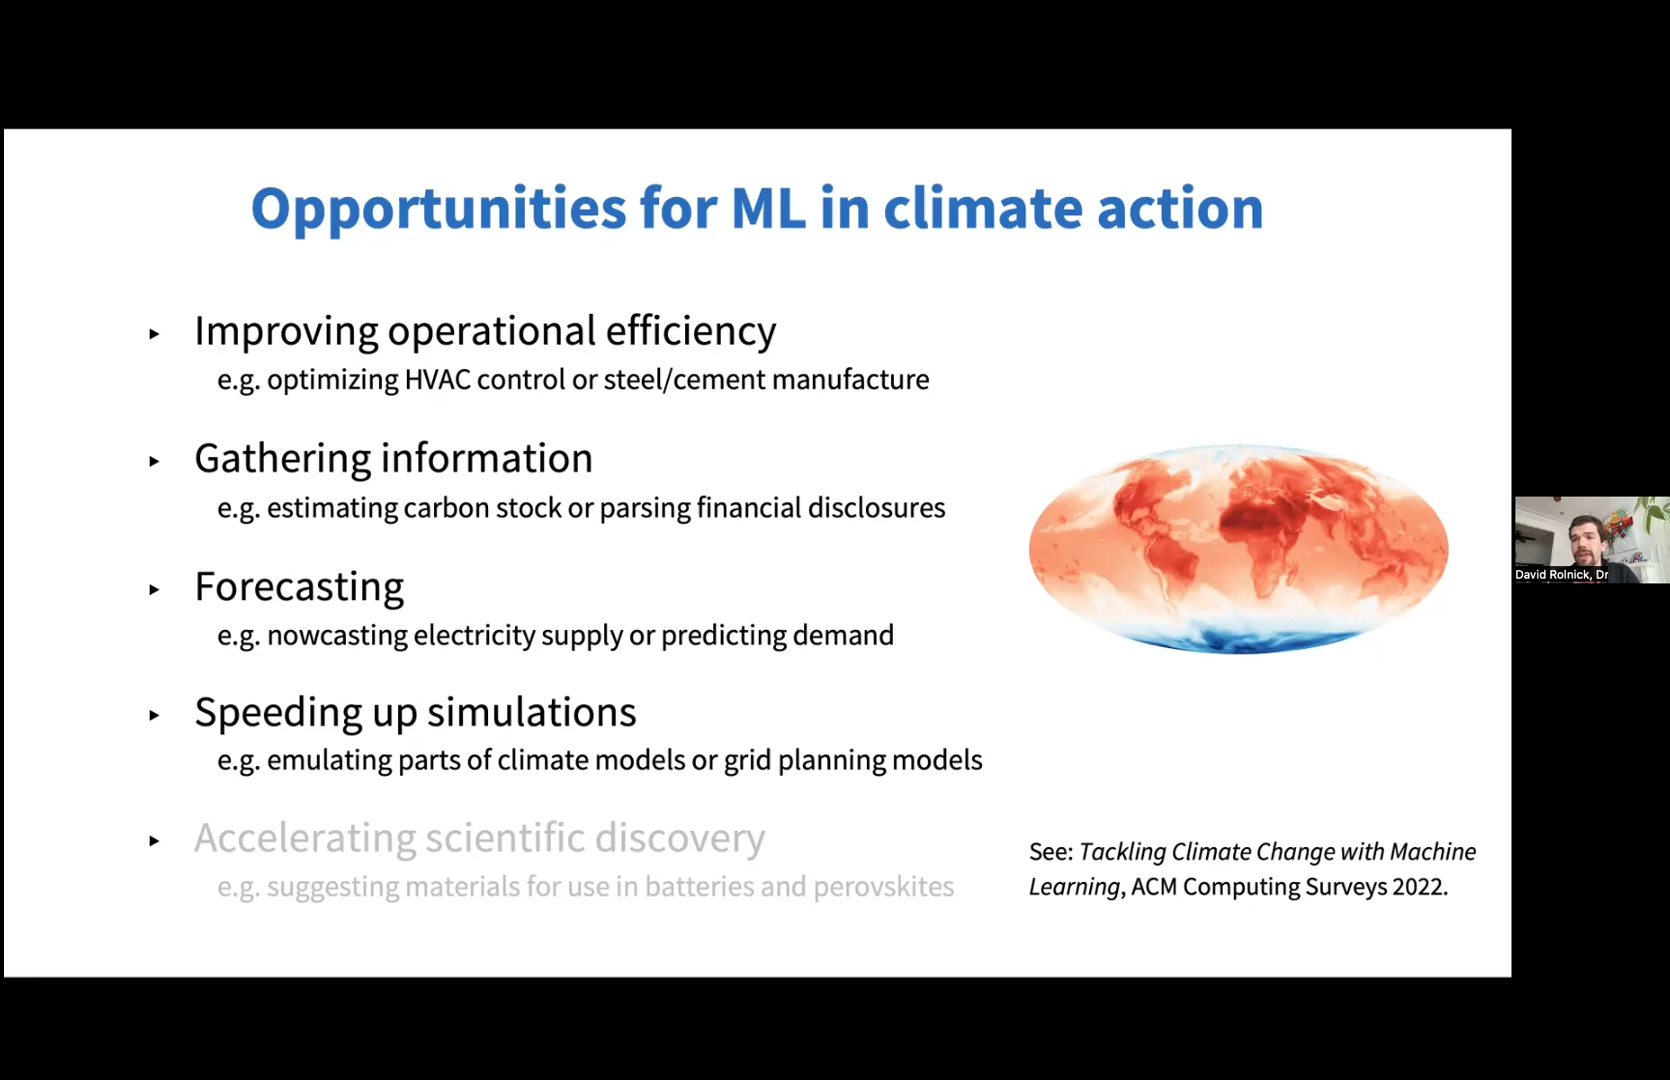 Opportunities for ML in climate action
▸ Improving operational efficiency
e.g. optimizing HVAC control or steel/cement manufacture
▸ Gathering information
e.g. estimating carbon stock or parsing financial disclosures
▸ Forecasting
e.g. nowcasting electricity supply or predicting demand
▸ Speeding up simulations
e.g. emulating parts of climate models or grid planning models
▸ Accelerating scientific discovery
e.g. suggesting materials for use in batteries and perovskites
See: Tackling Climate Change with Machine
Learning, ACM Computing Surveys 2022.
David Rolnick, Dr